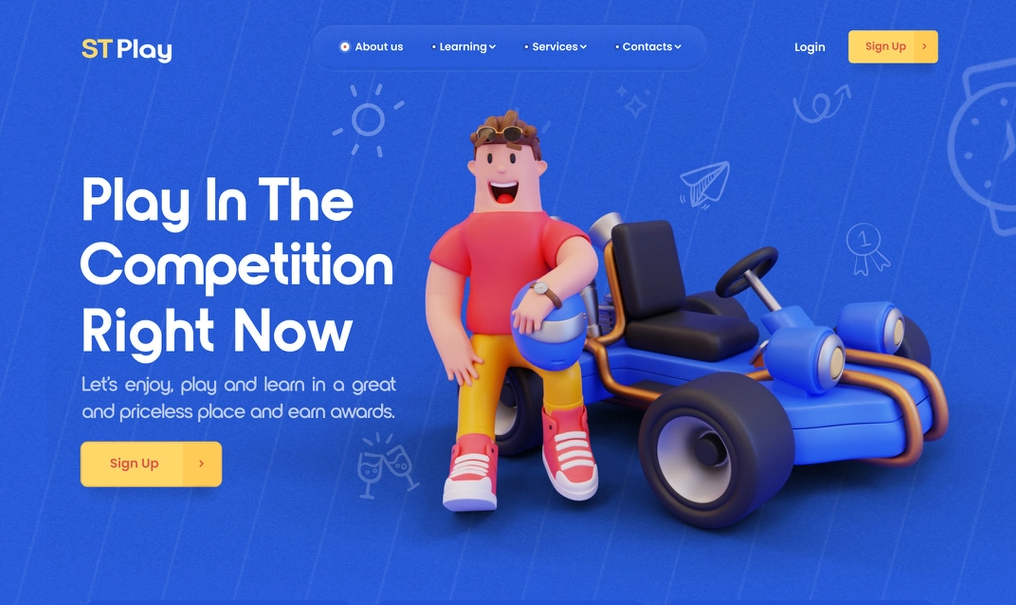 ST Play
About us
Learning
Services
Contacts
Login
Sign Up
Play In The
Competition
Right Now
Let's enjoy, play and learn in a great
and priceless place and earn awards.
Sign Up
1